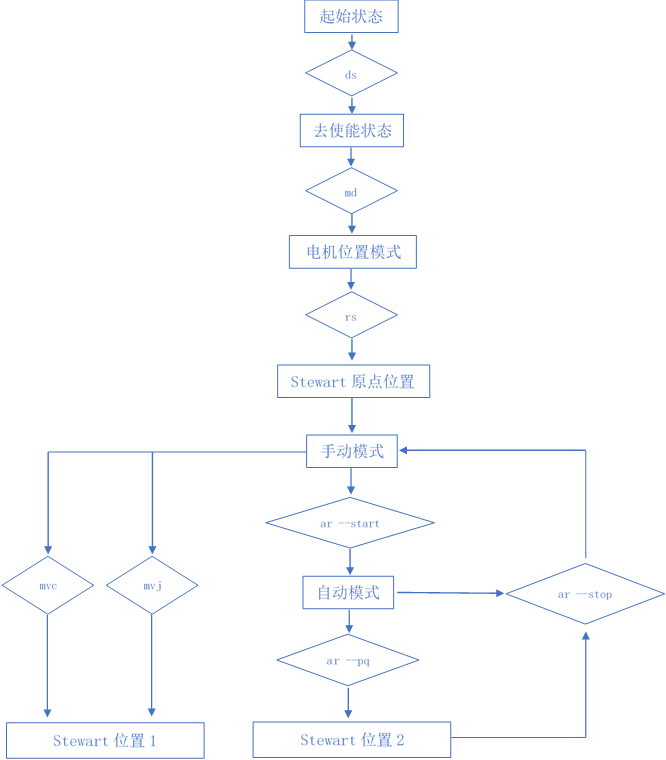 起始状态
ds
去使能状态
md
电机位置模式
rs
Stewart 原点位置
手动模式
ar --start
mvc
mvj
自动模式
ar --stop
ar --pq
Stewart 位置 1
Stewart 位置 2